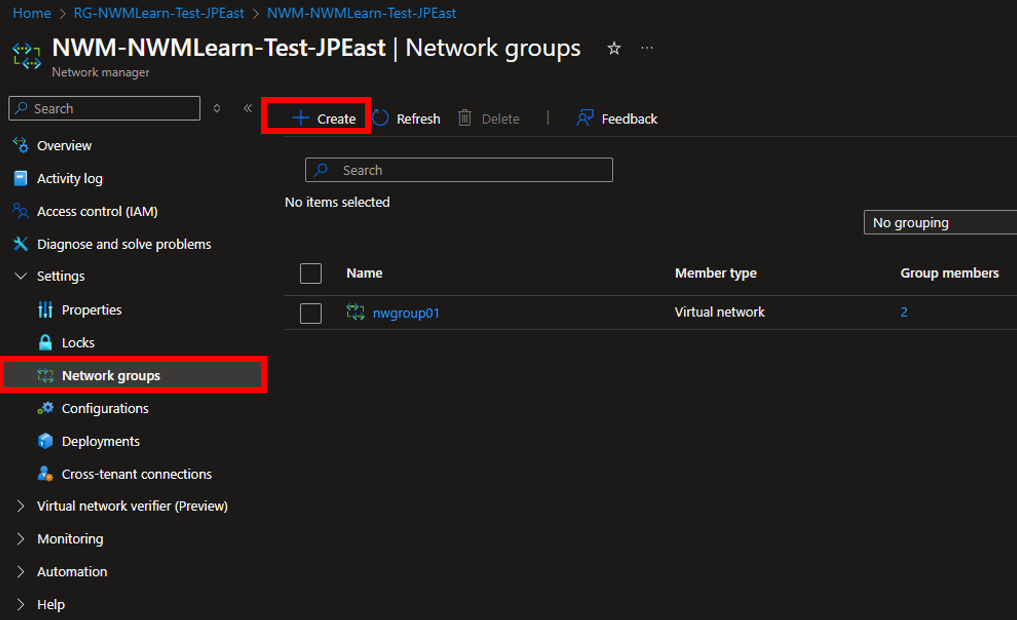 Home > RG-NWMLearn-Test-JPEast > NWM-NWMLearn-Test-JPEast
NWM-NWMLearn-Test-JPEast | Network groups
Network manager
Search
Create Refresh Delete | Feedback
Overview
Activity log
Access control (IAM)
Diagnose and solve problems
Settings
Properties
Locks
Network groups
Configurations
Deployments
Cross-tenant connections
Virtual network verifier (Preview)
Monitoring
Automation
Help
Search
No items selected
No grouping
Name Member type Group members
nwgroup01 Virtual network 2